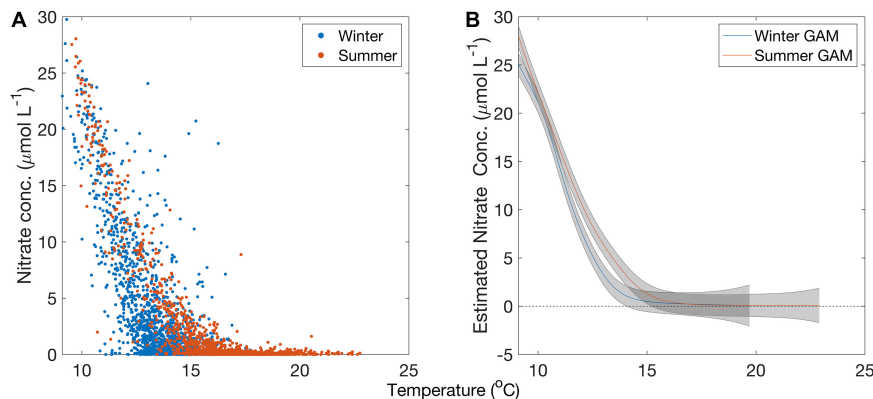 A
30
25
20
15
10
5
0
Nitrate conc. (μmol L⁻¹)
Winter
Summer
10
15
20
25
B
30
25
20
15
10
5
0
-5
Estimated Nitrate Conc. (μmol L⁻¹)
Winter GAM
Summer GAM
10
15
20
25
Temperature (°C)